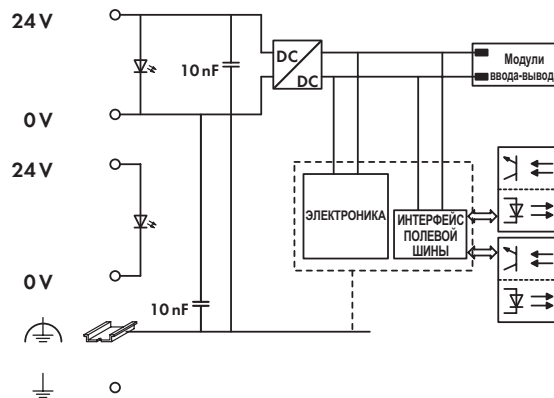 24 V
0 V
24 V
0 V
10 nF
10 nF
DC
DC
Модули
ввода-вывод
ЭЛЕКТРОНИКА
ИНТЕРФЕЙС
ПОЛЕВОЙ
ШИНЫ